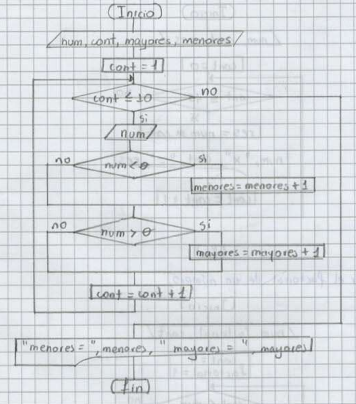 (Inicio)
num, cont, mayores, menores
cont = 1
cont ≤ 10
no
si
num
no
num < 0
si
menores = menores + 1
no
num > 0
si
mayores = mayores + 1
cont = cont + 1
"menores = ", menores, " mayores = ", mayores
(fin)